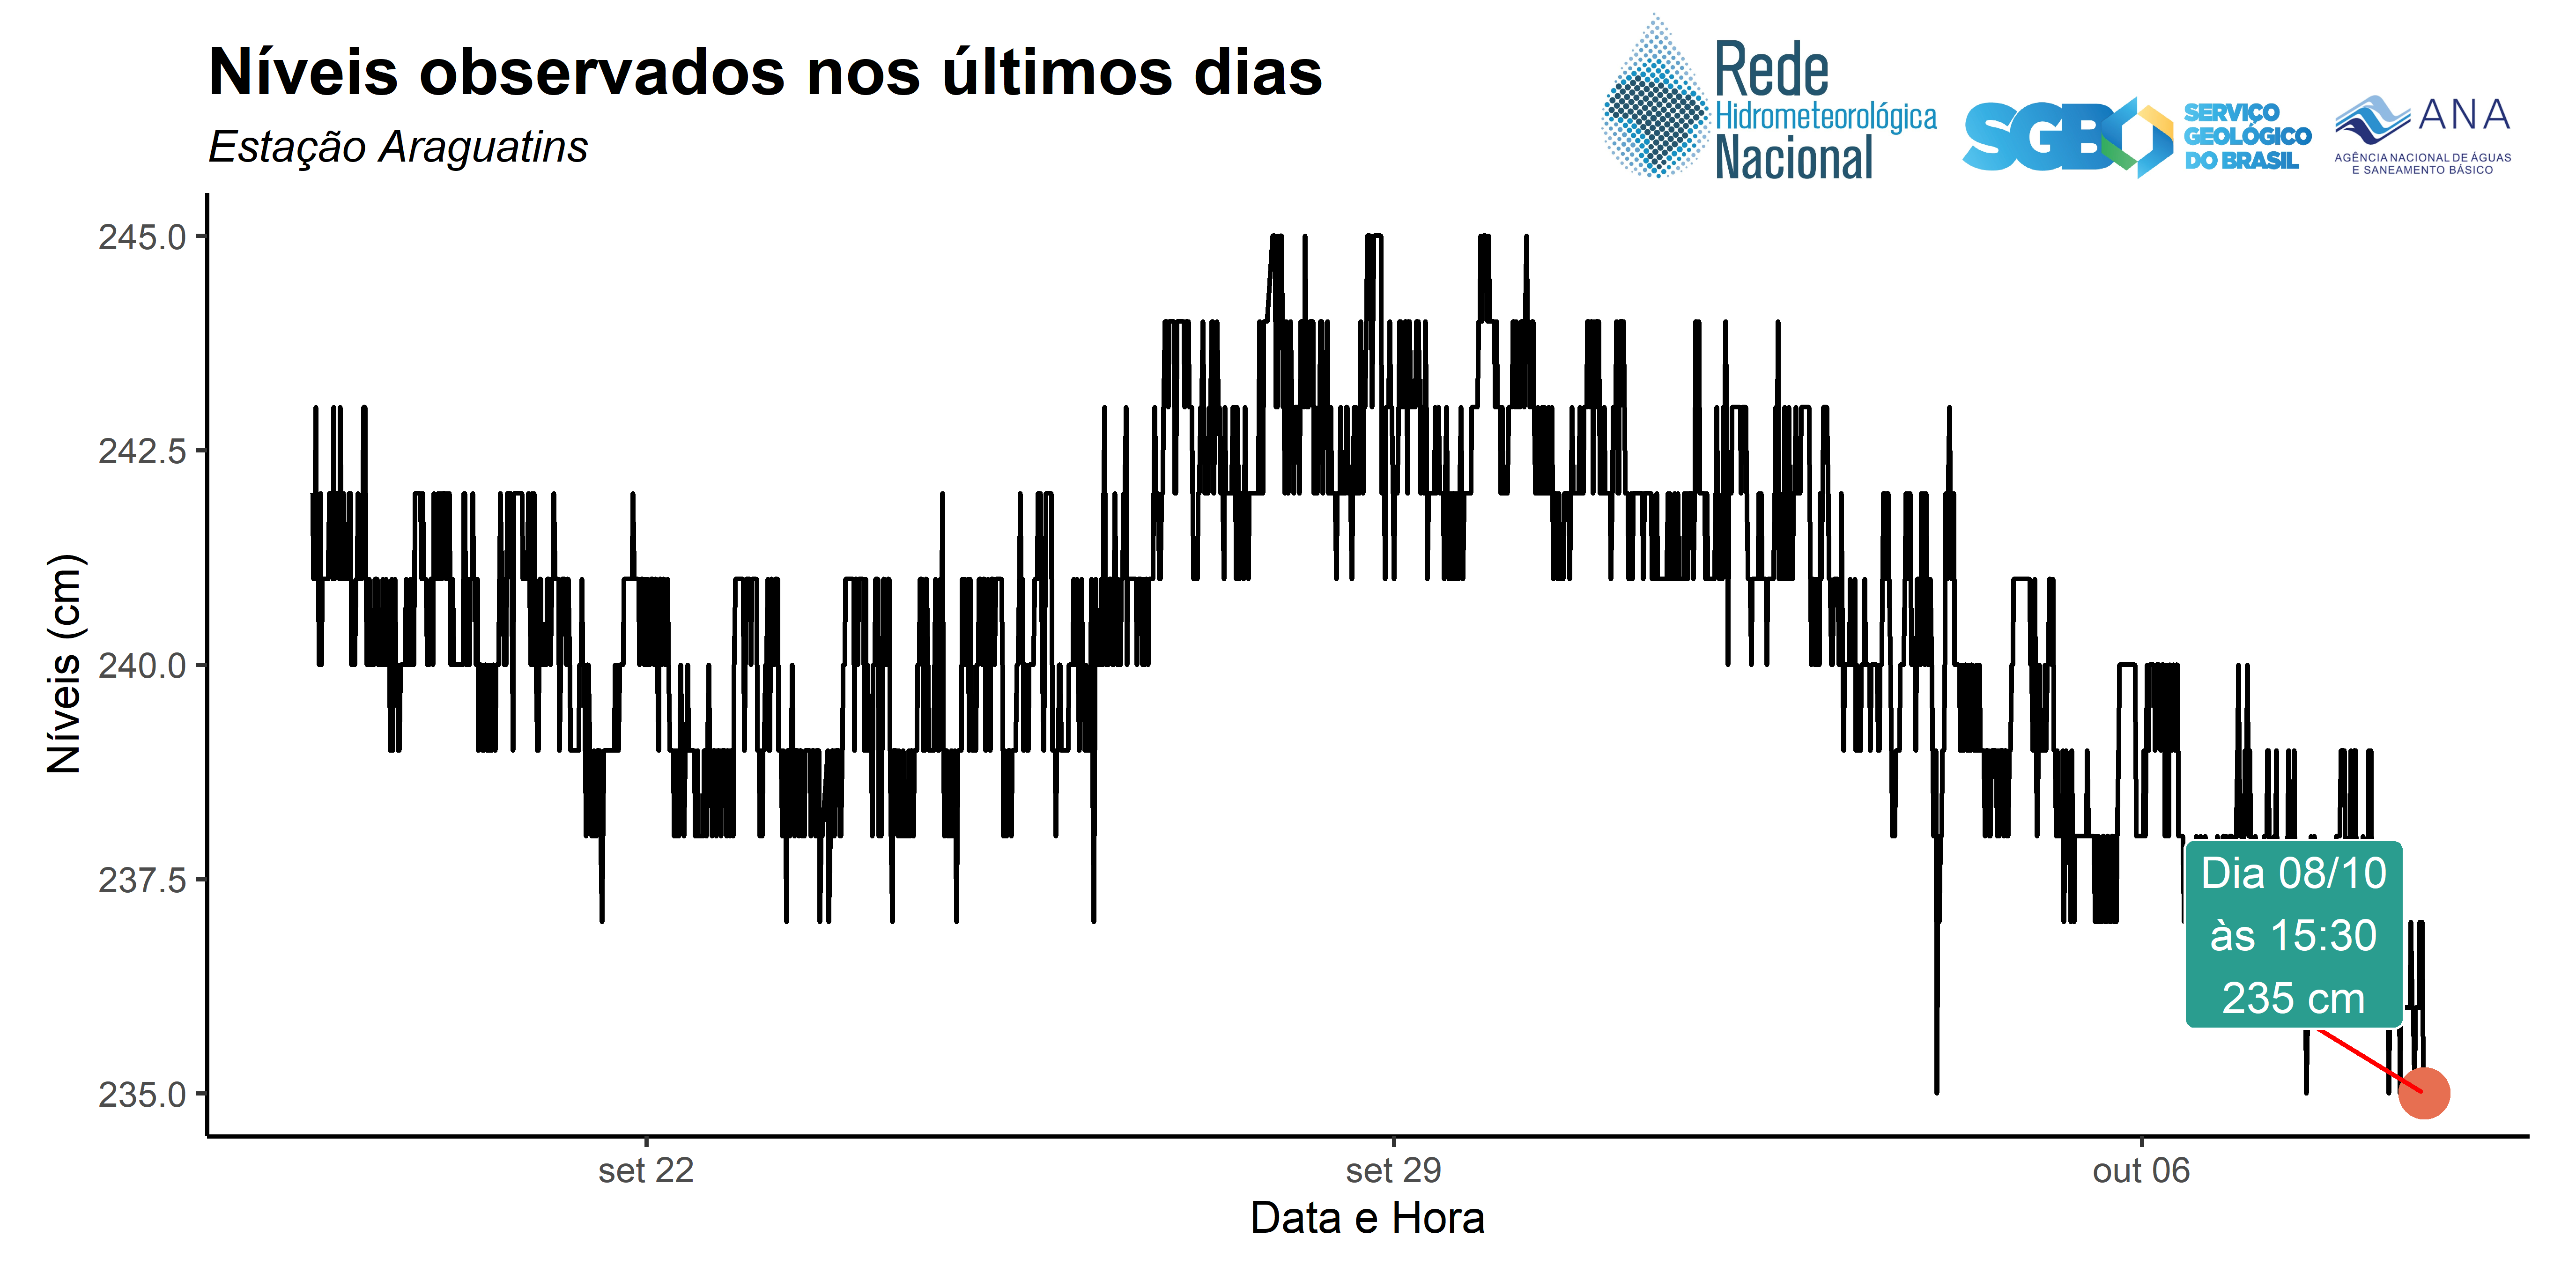 Níveis observados nos últimos dias
Estação Araguatins
Rede
Hidrometeorológica
Nacional
SGB
SERVIÇO
GEOLÓGICO
DO BRASIL
ANA
AGÊNCIA NACIONAL DE ÁGUAS
E SANEAMENTO BÁSICO
Níveis (cm)
245.0
242.5
240.0
237.5
235.0
Dia 08/10
às 15:30
235 cm
set 22
set 29
out 06
Data e Hora